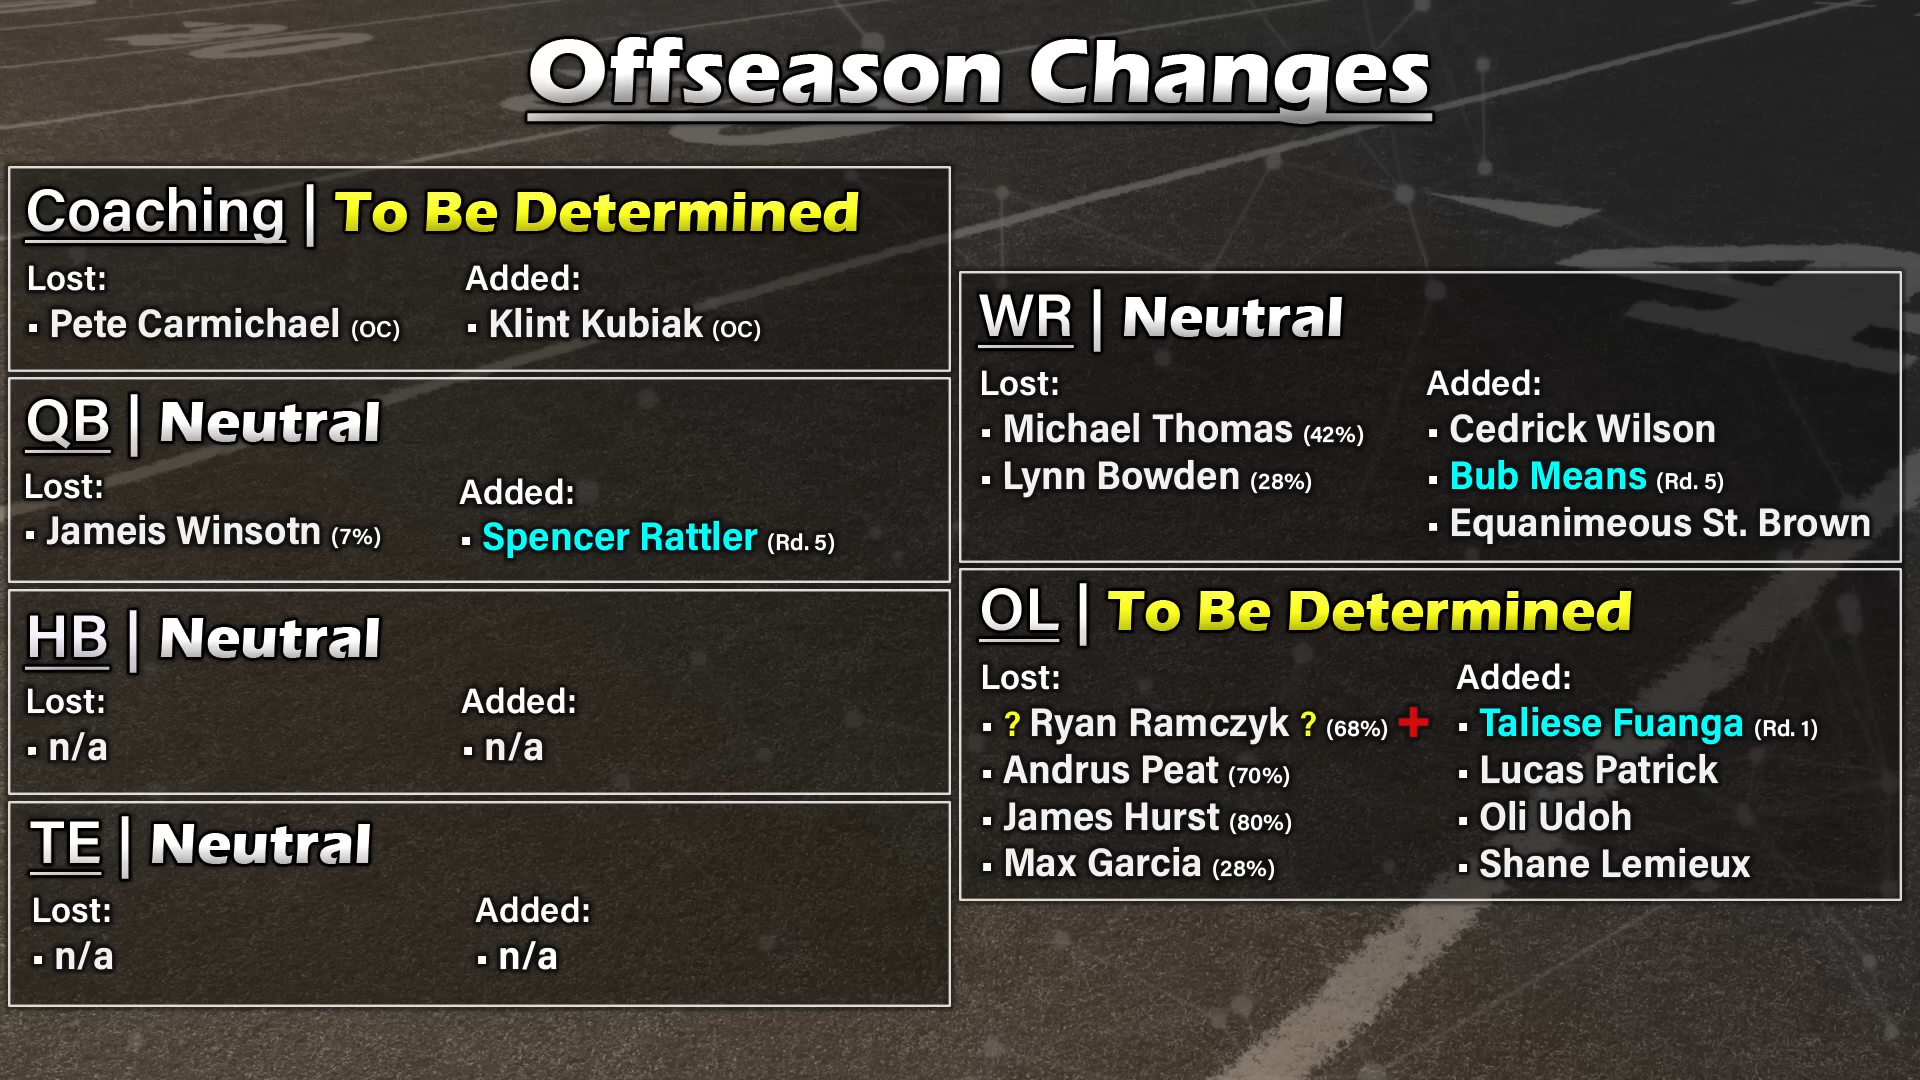 Offseason Changes
Coaching | To Be Determined
Lost:
▪ Pete Carmichael (OC)
Added:
▪ Klint Kubiak (OC)
QB | Neutral
Lost:
▪ Jameis Winsotn (7%)
Added:
▪ Spencer Rattler (Rd. 5)
HB | Neutral
Lost:
▪ n/a
Added:
▪ n/a
TE | Neutral
Lost:
▪ n/a
Added:
▪ n/a
WR | Neutral
Lost:
▪ Michael Thomas (42%)
▪ Lynn Bowden (28%)
Added:
▪ Cedrick Wilson
▪ Bub Means (Rd. 5)
▪ Equanimeous St. Brown
OL | To Be Determined
Lost:
▪ ? Ryan Ramczyk ? (68%)
▪ Andrus Peat (70%)
▪ James Hurst (80%)
▪ Max Garcia (28%)
Added:
▪ Taliese Fuanga (Rd. 1)
▪ Lucas Patrick
▪ Oli Udoh
▪ Shane Lemieux